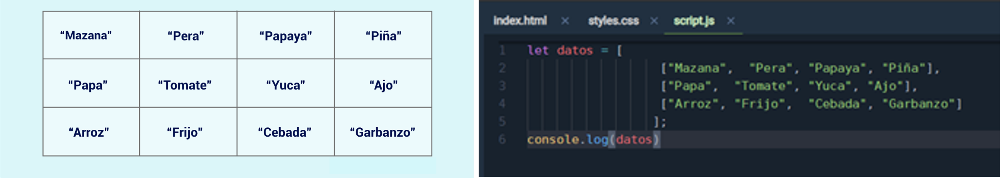 “Mazana” “Pera” “Papaya” “Piña”
“Papa” “Tomate” “Yuca” “Ajo”
“Arroz” “Frijo” “Cebada” “Garbanzo”
index.html × styles.css × script.js ×
1 let datos = [
2 ["Mazana", "Pera", "Papaya", "Piña"],
3 ["Papa", "Tomate", "Yuca", "Ajo"],
4 ["Arroz", "Frijo", "Cebada", "Garbanzo"]
5 ];
6 console.log(datos)